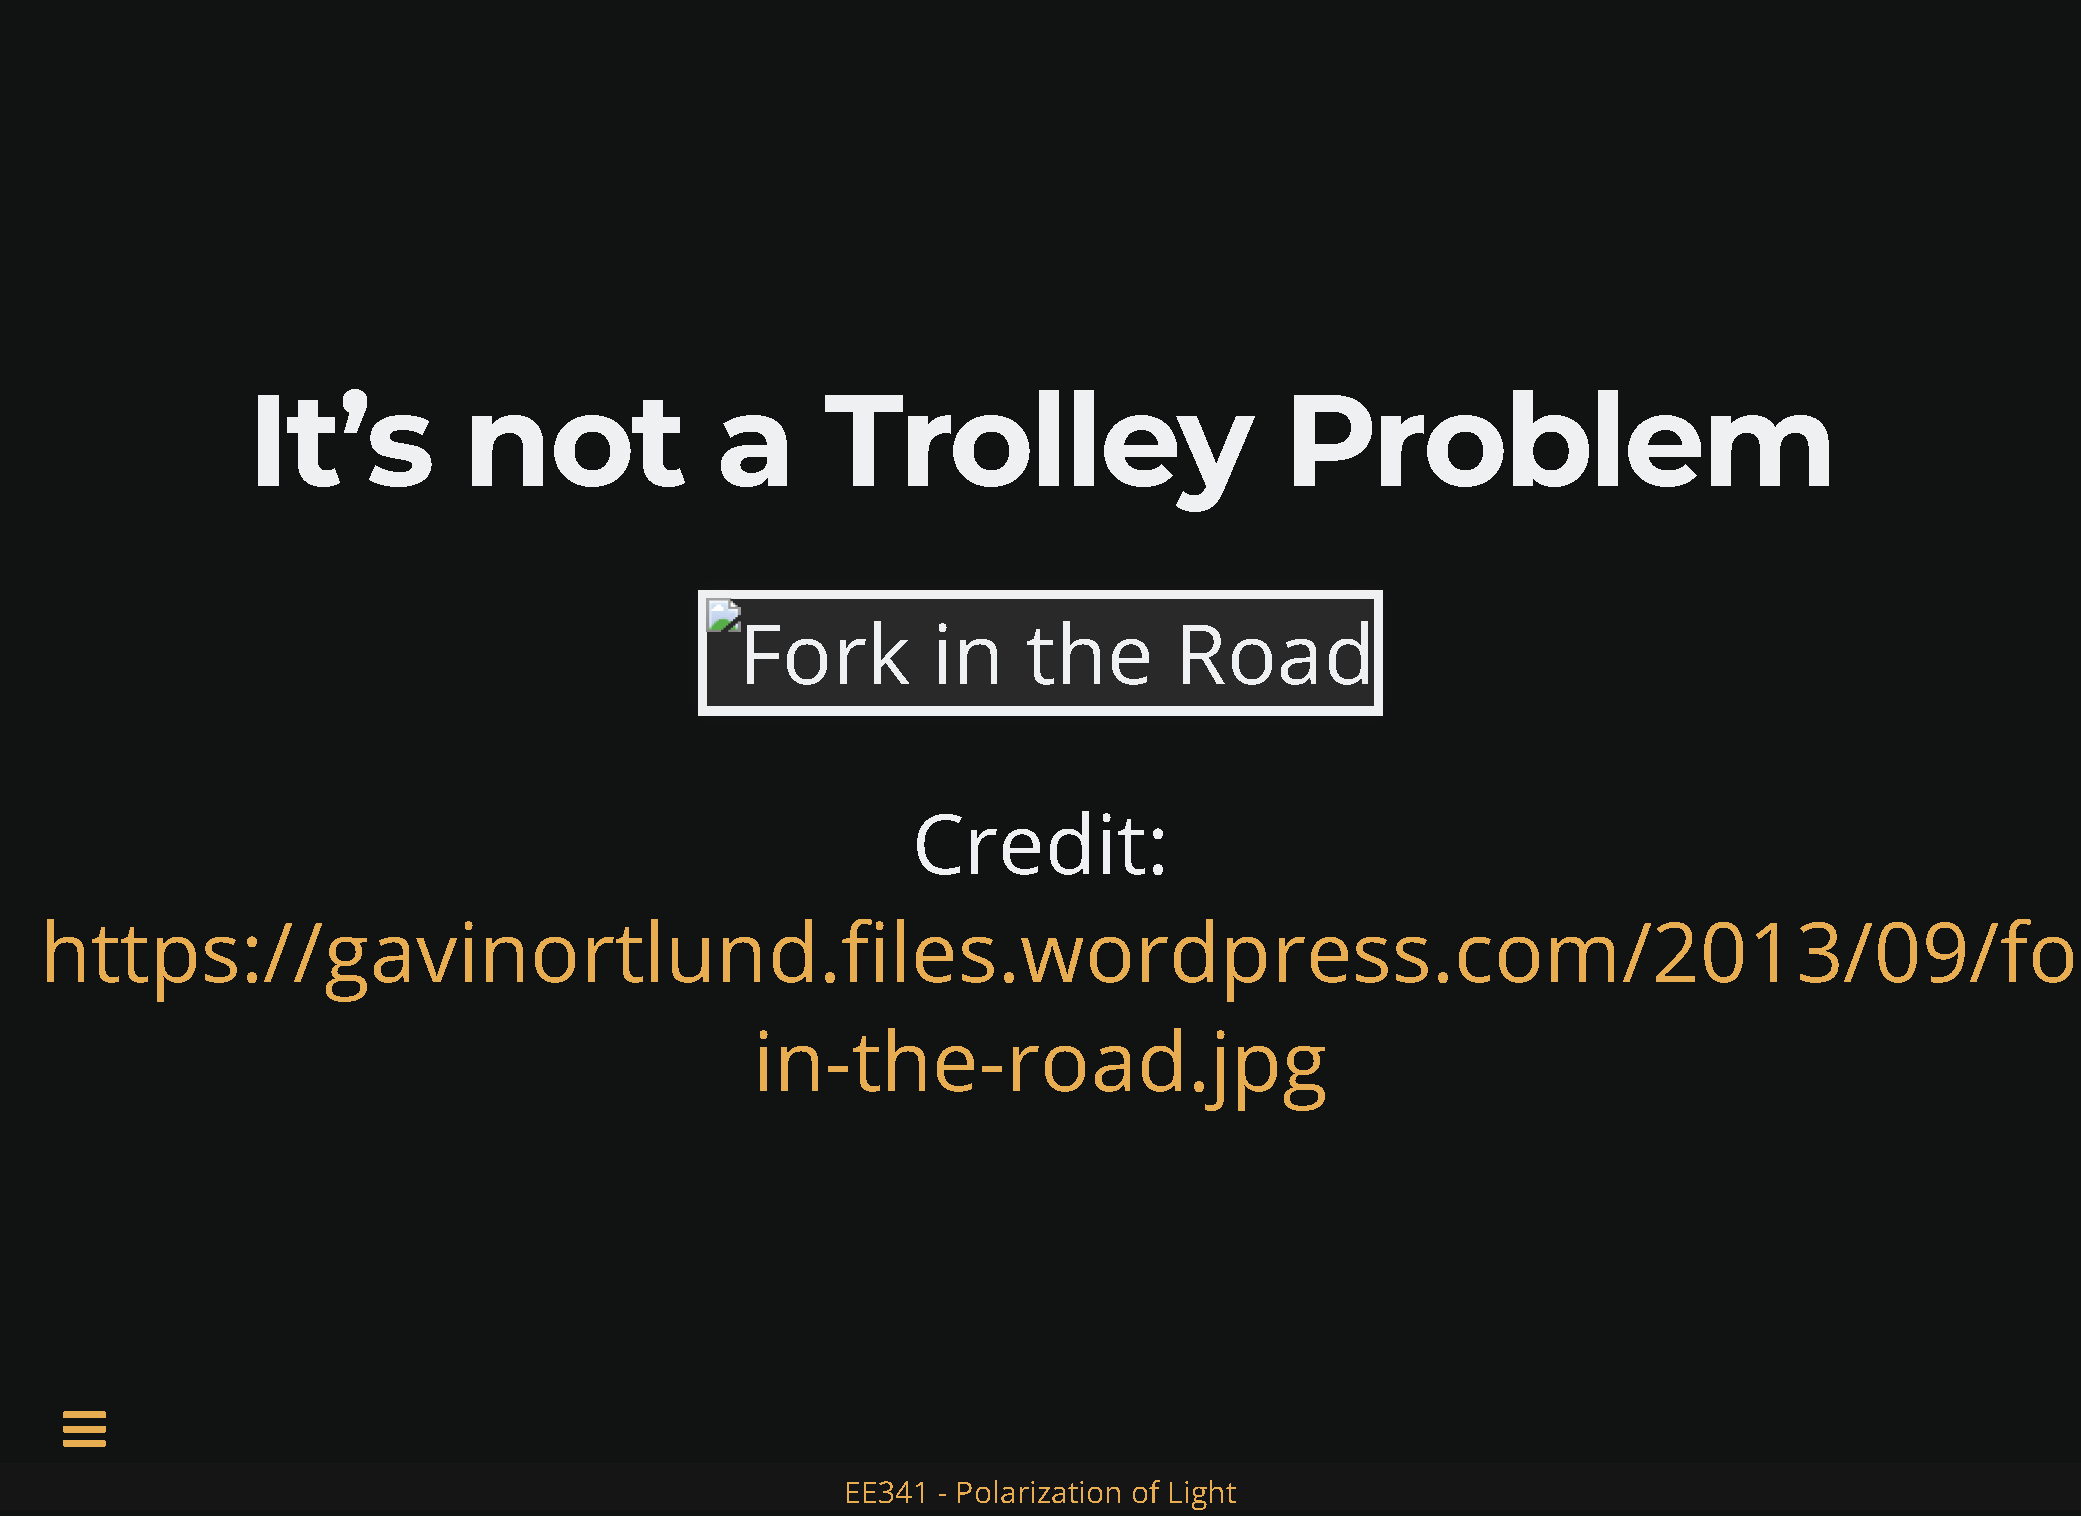 It’s not a Trolley Problem
Fork in the Road
Credit:
https://gavinortlund.files.wordpress.com/2013/09/fo
in-the-road.jpg
EE341 - Polarization of Light